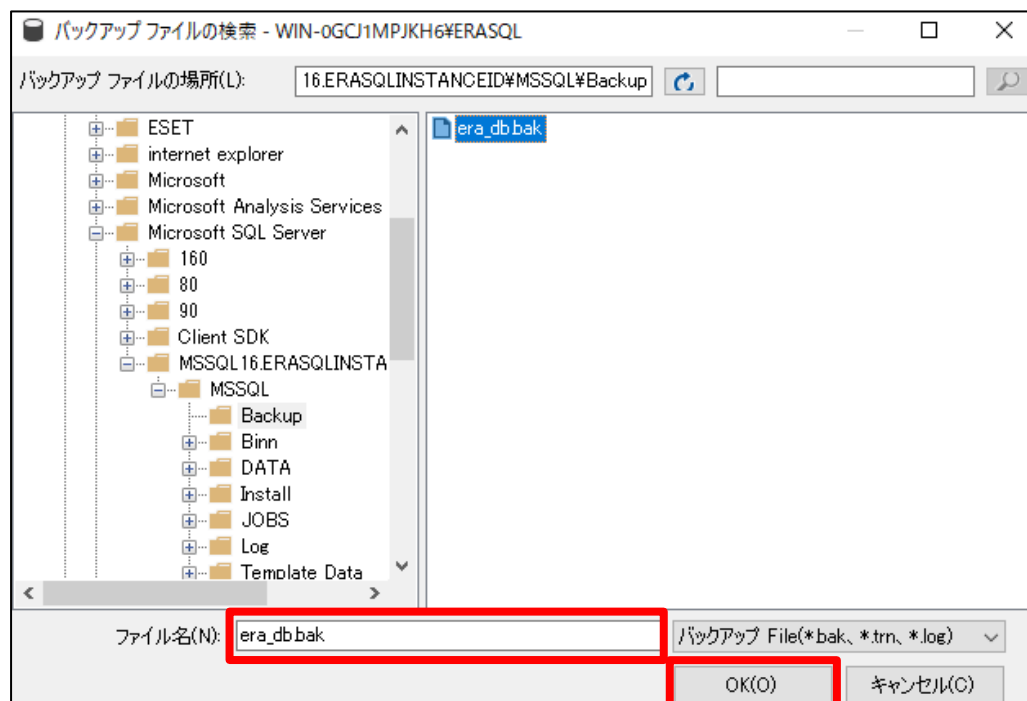 バックアップ ファイルの検索 - WIN-0GCJ1MPJKH6¥ERASQL
バックアップ ファイルの場所(L):
16.ERASQLINSTANCEID¥MSSQL¥Backup
ESET
internet explorer
Microsoft
Microsoft Analysis Services
Microsoft SQL Server
160
80
90
Client SDK
MSSQL16.ERASQLINSTA
MSSQL
Backup
Binn
DATA
Install
JOBS
Log
Template Data
era_db.bak
ファイル名(N):
era_db.bak
バックアップ File(*.bak、*.trn、*.log)
OK(O)
キャンセル(C)